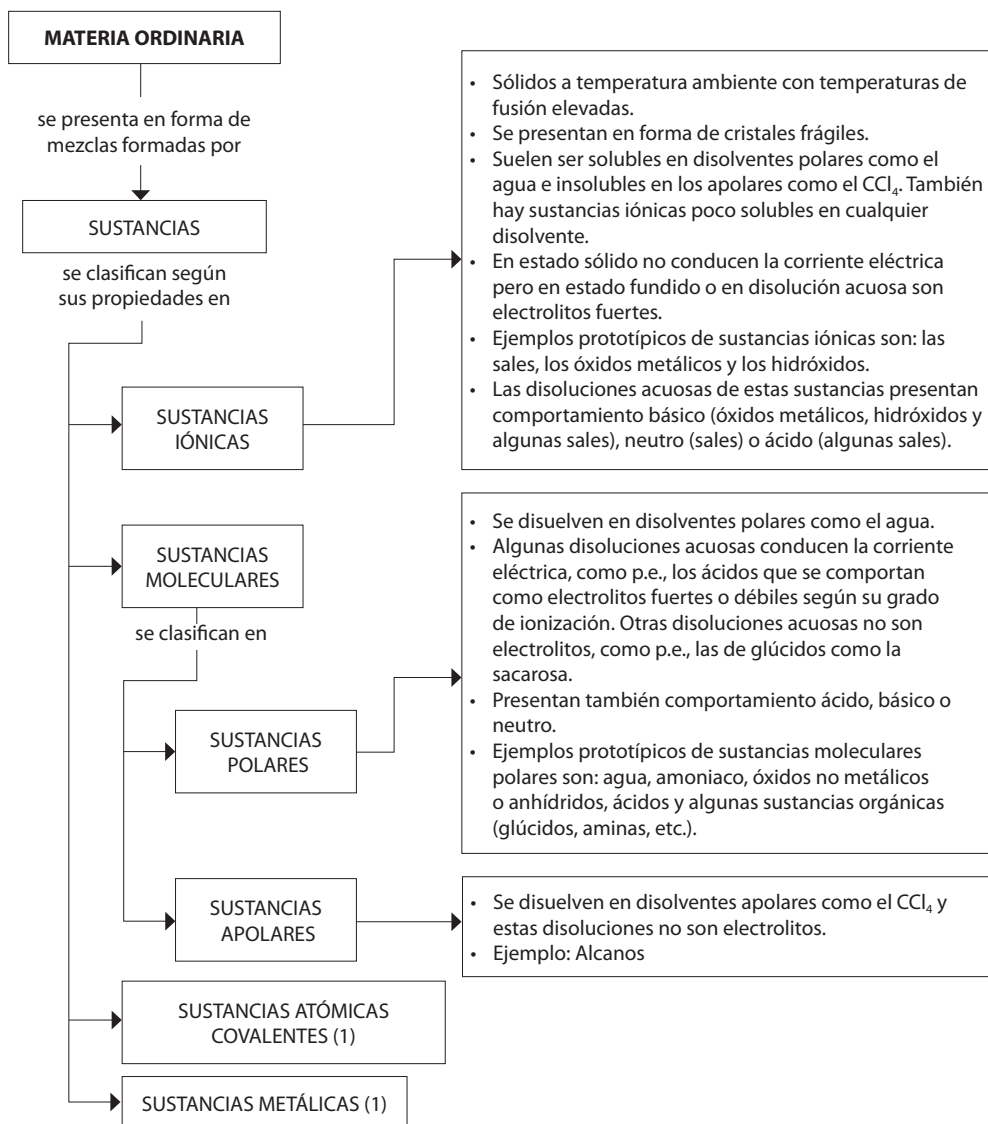 MATERIA ORDINARIA
se presenta en forma de
mezclas formadas por
SUSTANCIAS
se clasifican según
sus propiedades en
SUSTANCIAS
IÓNICAS
• Sólidos a temperatura ambiente con temperaturas de
fusión elevadas.
• Se presentan en forma de cristales frágiles.
• Suelen ser solubles en disolventes polares como el
agua e insolubles en los apolares como el CCl₄. También
hay sustancias iónicas poco solubles en cualquier
disolvente.
• En estado sólido no conducen la corriente eléctrica
pero en estado fundido o en disolución acuosa son
electrolitos fuertes.
• Ejemplos prototípicos de sustancias iónicas son: las
sales, los óxidos metálicos y los hidróxidos.
• Las disoluciones acuosas de estas sustancias presentan
comportamiento básico (óxidos metálicos, hidróxidos y
algunas sales), neutro (sales) o ácido (algunas sales).
SUSTANCIAS
MOLECULARES
se clasifican en
SUSTANCIAS
POLARES
• Se disuelven en disolventes polares como el agua.
• Algunas disoluciones acuosas conducen la corriente
eléctrica, como p.e., los ácidos que se comportan
como electrolitos fuertes o débiles según su grado
de ionización. Otras disoluciones acuosas no son
electrolitos, como p.e., las de glúcidos como la
sacarosa.
• Presentan también comportamiento ácido, básico o
neutro.
• Ejemplos prototípicos de sustancias moleculares
polares son: agua, amoniaco, óxidos no metálicos
o anhídridos, ácidos y algunas sustancias orgánicas
(glúcidos, aminas, etc.).
SUSTANCIAS
APOLARES
• Se disuelven en disolventes apolares como el CCl₄ y
estas disoluciones no son electrolitos.
• Ejemplo: Alcanos
SUSTANCIAS ATÓMICAS
COVALENTES (1)
SUSTANCIAS METÁLICAS (1)